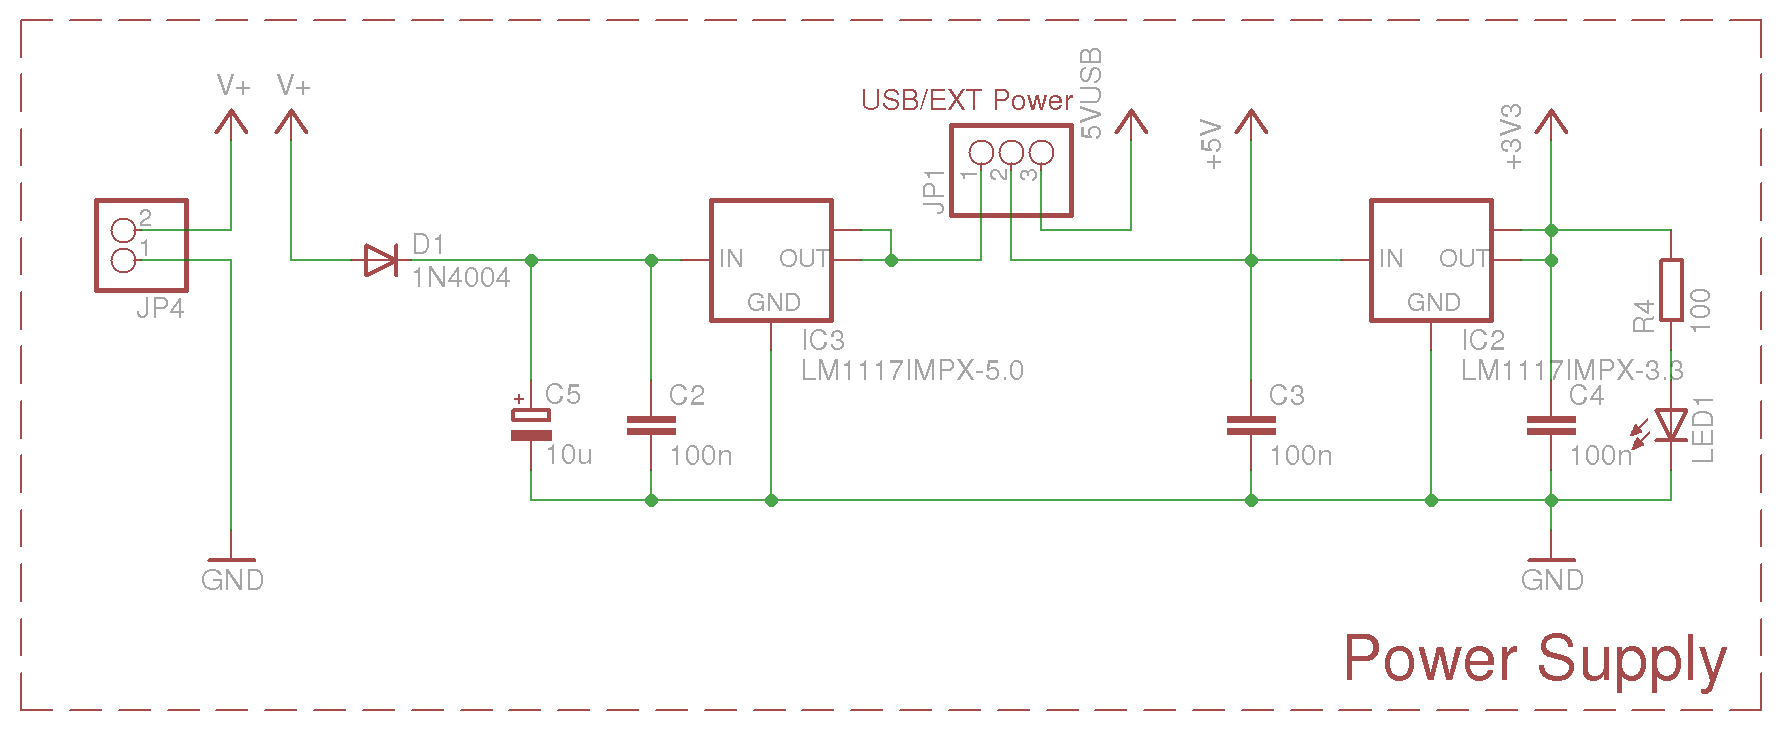 V+
V+
USB/EXT Power
5VUSB
+5V
+3V3
JP1
1
2
3
2
1
JP4
D1
1N4004
IN
OUT
GND
IC3
LM1117IMPX-5.0
IN
OUT
GND
IC2
LM1117IMPX-3.3
R4
100
+
C5
10u
C2
100n
C3
100n
C4
100n
LED1
GND
GND
Power Supply